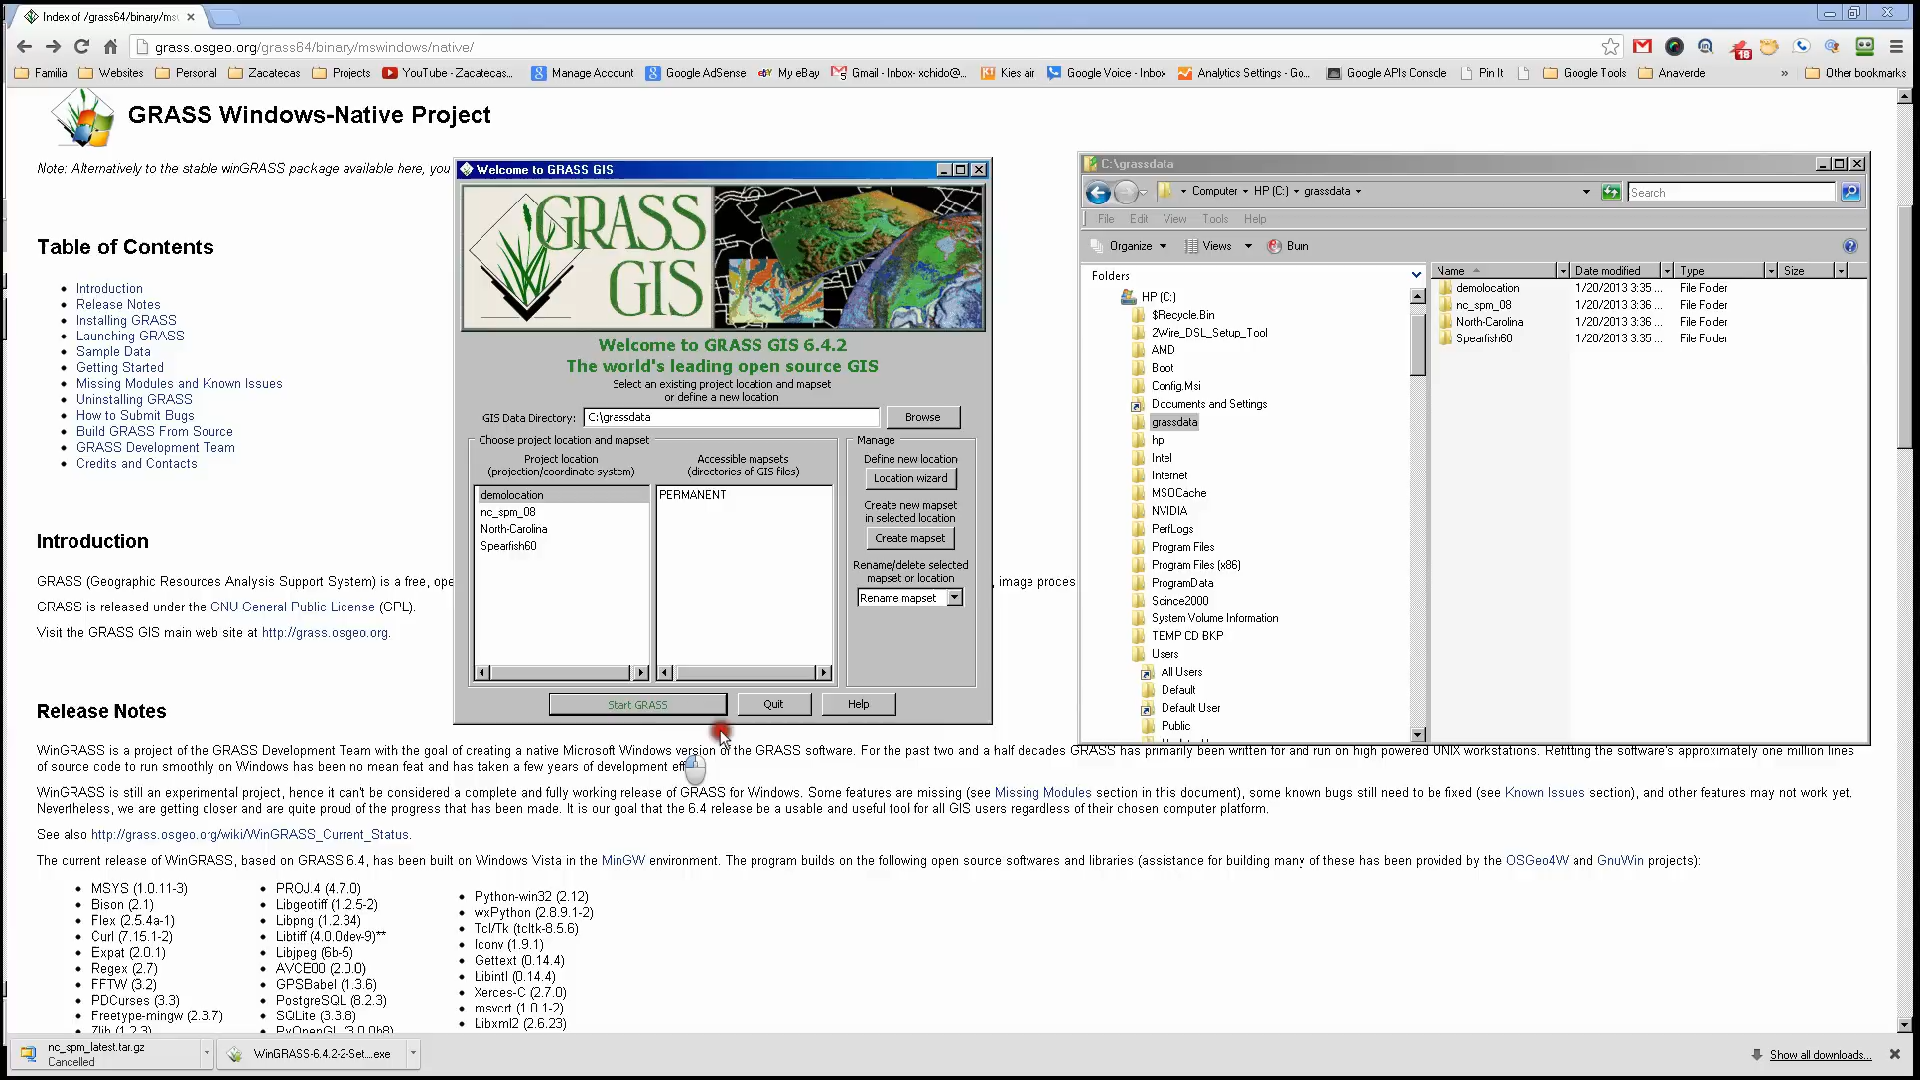 Index of /grass64/binary/ms
grass.osgeo.org/grass64/binary/mswindows/native/
18
Familia
Websites
Personal
Zacatecas
Projects
YouTube - Zacatecas...
Manage Account
Google AdSense
My eBay
Gmail - Inbox- xchido@...
Kies air
Google Voice - Inbox
Analytics Settings - Go...
Google APIs Console
Pin It
Google Tools
Anaverde
»
Other bookmarks
GRASS Windows-Native Project
Note: Alternatively to the stable winGRASS package available here, you
Table of Contents
Introduction
Release Notes
Installing GRASS
Launching GRASS
Sample Data
Getting Started
Missing Modules and Known Issues
Uninstalling GRASS
How to Submit Bugs
Build GRASS From Source
GRASS Development Team
Credits and Contacts
Introduction
GRASS (Geographic Resources Analysis Support System) is a free, ope
, image proces
GRASS is released under the GNU General Public License (GPL).
Visit the GRASS GIS main web site at http://grass.osgeo.org.
Welcome to GRASS GIS
GRASS
GIS
Welcome to GRASS GIS 6.4.2
The world's leading open source GIS
Select an existing project location and mapset
or define a new location
GIS Data Directory:
C:\grassdata
Browse
Choose project location and mapset
Project location
(projection/coordinate system)
demolocation
nc_spm_08
North-Carolina
Spearfish60
Accessible mapsets
(directories of GIS files)
PERMANENT
Manage
Define new location
Location wizard
Create new mapset
in selected location
Create mapset
Rename/delete selected
mapset or location
Rename mapset
Start GRASS
Quit
Help
C:\grassdata
Computer
HP (C:)
grassdata
Search
File
Edit
View
Tools
Help
Organize
Views
Burn
Folders
HP (C:)
$Recycle.Bin
2Wire_DSL_Setup_Tool
AMD
Boot
Config.Msi
Documents and Settings
grassdata
hp
Intel
Internet
MSOCache
NVIDIA
PerfLogs
Program Files
Program Files (x86)
ProgramData
Scince2000
System Volume Information
TEMP CD BKP
Users
All Users
Default
Default User
Public
Name
Date modified
Type
Size
demolocation 1/20/2013 3:35 ... File Folder
nc_spm_08 1/20/2013 3:36 ... File Folder
North-Carolina 1/20/2013 3:36 ... File Folder
Spearfish60 1/20/2013 3:35 ... File Folder
Release Notes
WinGRASS is a project of the GRASS Development Team with the goal of creating a native Microsoft Windows version of the GRASS software. For the past two and a half decades GRASS has primarily been written for and run on high powered UNIX workstations. Refitting the software's approximately one million lines
of source code to run smoothly on Windows has been no mean feat and has taken a few years of development eff
WinGRASS is still an experimental project, hence it can't be considered a complete and fully working release of GRASS for Windows. Some features are missing (see Missing Modules section in this document), some known bugs still need to be fixed (see Known Issues section), and other features may not work yet.
Nevertheless, we are getting closer and are quite proud of the progress that has been made. It is our goal that the 6.4 release be a usable and useful tool for all GIS users regardless of their chosen computer platform.
See also http://grass.osgeo.org/wiki/WinGRASS_Current_Status.
The current release of WinGRASS, based on GRASS 6.4, has been built on Windows Vista in the MinGW environment. The program builds on the following open source softwares and libraries (assistance for building many of these has been provided by the OSGeo4W and GnuWin projects):
MSYS (1.0.11-3)
Bison (2.1)
Flex (2.5.4a-1)
Curl (7.15.1-2)
Expat (2.0.1)
Regex (2.7)
FFTW (3.2)
PDCurses (3.3)
Freetype-mingw (2.3.7)
Zlib (1.2.3)
PROJ.4 (4.7.0)
Libgeotiff (1.2.5-2)
Libpng (1.2.34)
Libtiff (4.0.0dev-9)**
Libjpeg (6b-5)
AVCE00 (2.0.0)
GPSBabel (1.3.6)
PostgreSQL (8.2.3)
SQLite (3.3.8)
PyOpenGL (3.0.0b8)
Python-win32 (2.12)
wxPython (2.8.9.1-2)
Tcl/Tk (tcltk-8.5.6)
Iconv (1.9.1)
Gettext (0.14.4)
Libintl (0.14.4)
Xerces-C (2.7.0)
msvcrt (1.0.1-2)
Libxml2 (2.6.23)
nc_spm_latest.tar.gz
Cancelled
WinGRASS-6.4.2-2-Set....exe
Show all downloads...